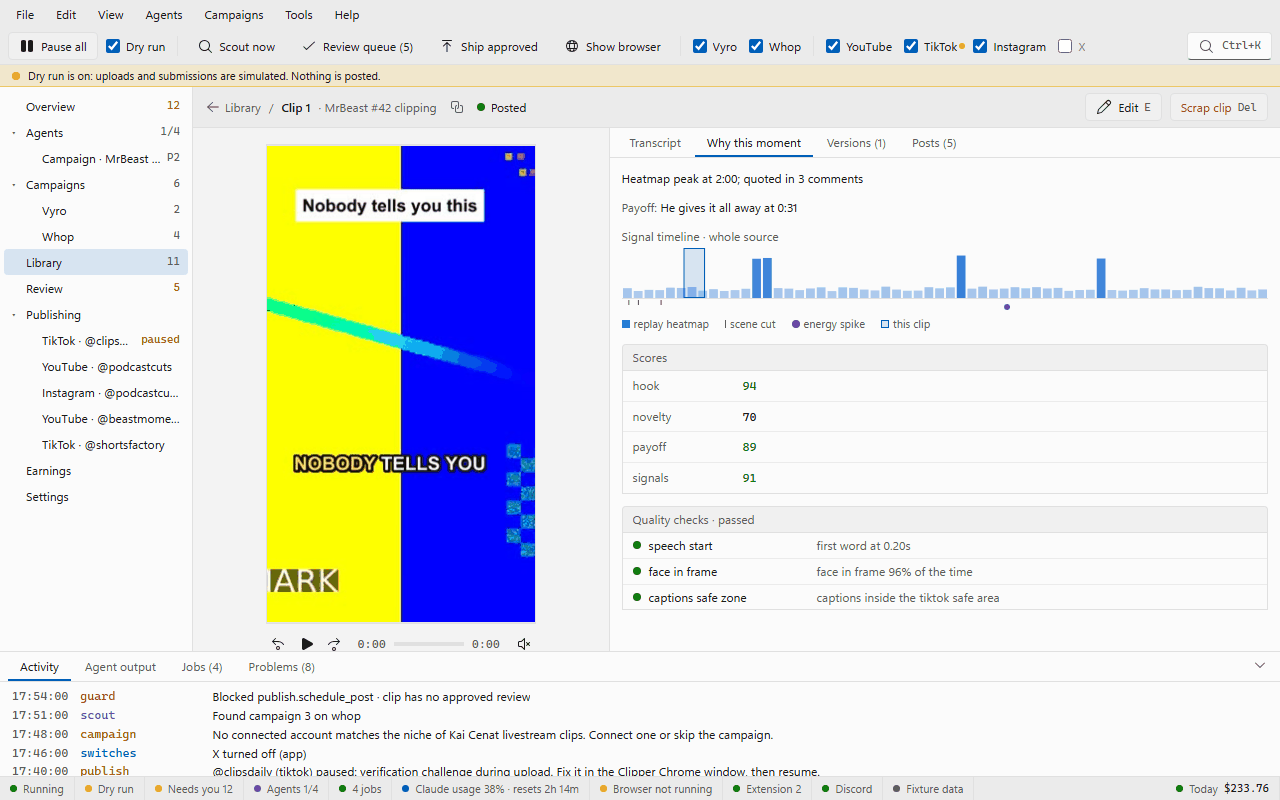 File Edit View Agents Campaigns Tools Help
Pause all Dry run Scout now Review queue (5) Ship approved Show browser Vyro Whop YouTube TikTok Instagram X Ctrl+K
Dry run is on: uploads and submissions are simulated. Nothing is posted.
Overview 12
Agents 1/4
Campaign · MrBeast ... P2
Campaigns 6
Vyro 2
Whop 4
Library 11
Review 5
Publishing
TikTok · @clips... paused
YouTube · @podcastcuts
Instagram · @podcastcu...
YouTube · @beastmome...
TikTok · @shortsfactory
Earnings
Settings
Library / Clip 1 · MrBeast #42 clipping Posted
Edit E Scrap clip Del
Nobody tells you this
NOBODY TELLS YOU
ARK
0:00 0:00
Transcript Why this moment Versions (1) Posts (5)
Heatmap peak at 2:00; quoted in 3 comments
Payoff: He gives it all away at 0:31
Signal timeline · whole source
replay heatmap scene cut energy spike this clip
Scores
hook 94
novelty 70
payoff 89
signals 91
Quality checks · passed
speech start first word at 0.20s
face in frame face in frame 96% of the time
captions safe zone captions inside the tiktok safe area
Activity Agent output Jobs (4) Problems (8)
17:54:00 guard Blocked publish.schedule_post · clip has no approved review
17:51:00 scout Found campaign 3 on whop
17:48:00 campaign No connected account matches the niche of Kai Cenat livestream clips. Connect one or skip the campaign.
17:46:00 switches X turned off (app)
17:40:00 publish @clipsdaily (tiktok) paused: verification challenge during upload. Fix it in the Clipper Chrome window, then resume.
Running Dry run Needs you 12 Agents 1/4 4 jobs Claude usage 38% · resets 2h 14m Browser not running Extension 2 Discord Fixture data Today $233.76